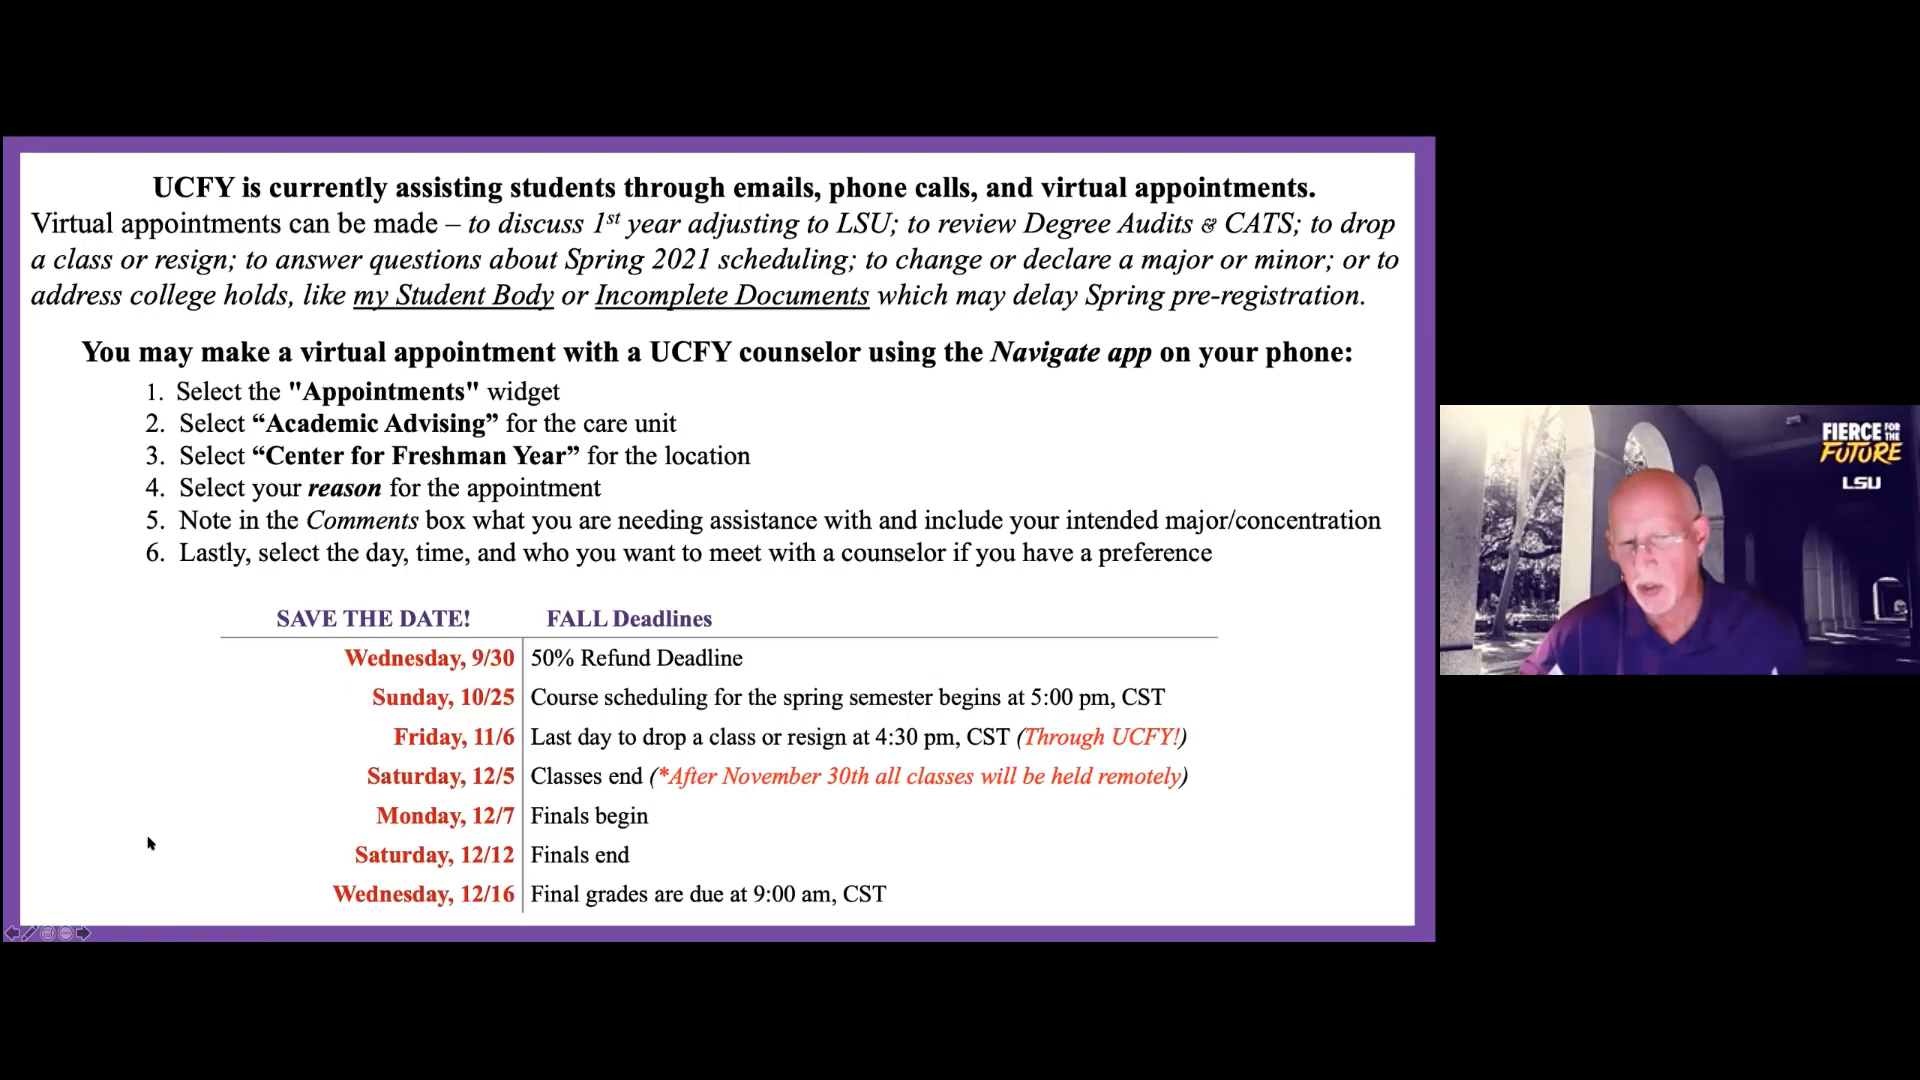 UCFY is currently assisting students through emails, phone calls, and virtual appointments.
Virtual appointments can be made – to discuss 1st year adjusting to LSU; to review Degree Audits & CATS; to drop
a class or resign; to answer questions about Spring 2021 scheduling; to change or declare a major or minor; or to
address college holds, like my Student Body or Incomplete Documents which may delay Spring pre-registration.
You may make a virtual appointment with a UCFY counselor using the Navigate app on your phone:
1. Select the "Appointments" widget
2. Select “Academic Advising” for the care unit
3. Select “Center for Freshman Year” for the location
4. Select your reason for the appointment
5. Note in the Comments box what you are needing assistance with and include your intended major/concentration
6. Lastly, select the day, time, and who you want to meet with a counselor if you have a preference
SAVE THE DATE! FALL Deadlines
Wednesday, 9/30 50% Refund Deadline
Sunday, 10/25 Course scheduling for the spring semester begins at 5:00 pm, CST
Friday, 11/6 Last day to drop a class or resign at 4:30 pm, CST (Through UCFY!)
Saturday, 12/5 Classes end (*After November 30th all classes will be held remotely)
Monday, 12/7 Finals begin
Saturday, 12/12 Finals end
Wednesday, 12/16 Final grades are due at 9:00 am, CST
FIERCE FOR THE
FUTURE
LSU